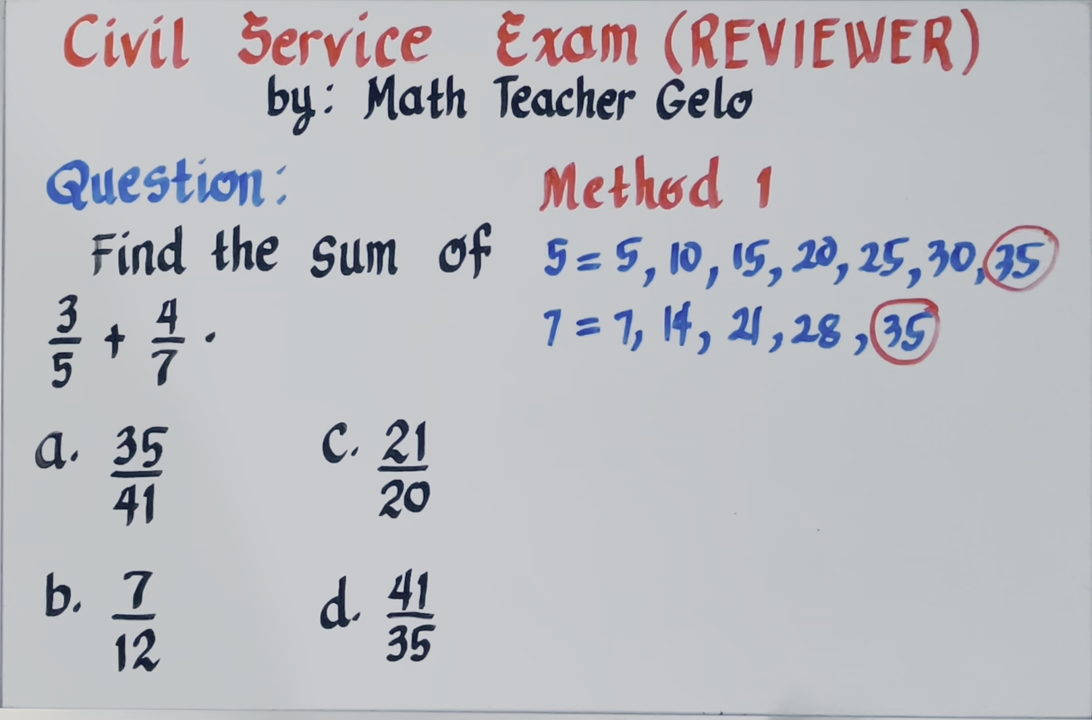 Civil Service Exam (REVIEWER)
by: Math Teacher Gelo
Question:
Find the sum of
3/5 + 4/7.
a. 35/41
b. 7/12
c. 21/20
d. 41/35
Method 1
5 = 5, 10, 15, 20, 25, 30, 35
7 = 7, 14, 21, 28, 35